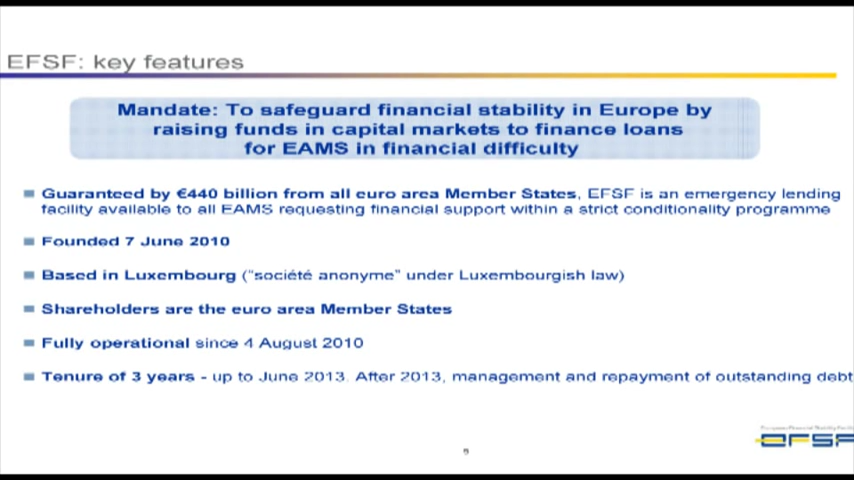 EFSF: key features
Mandate: To safeguard financial stability in Europe by
raising funds in capital markets to finance loans
for EAMS in financial difficulty
Guaranteed by €440 billion from all euro area Member States, EFSF is an emergency lending
facility available to all EAMS requesting financial support within a strict conditionality programme
Founded 7 June 2010
Based in Luxembourg ("société anonyme" under Luxembourgish law)
Shareholders are the euro area Member States
Fully operational since 4 August 2010
Tenure of 3 years - up to June 2013. After 2013, management and repayment of outstanding debt
European Financial Stability
EFSF